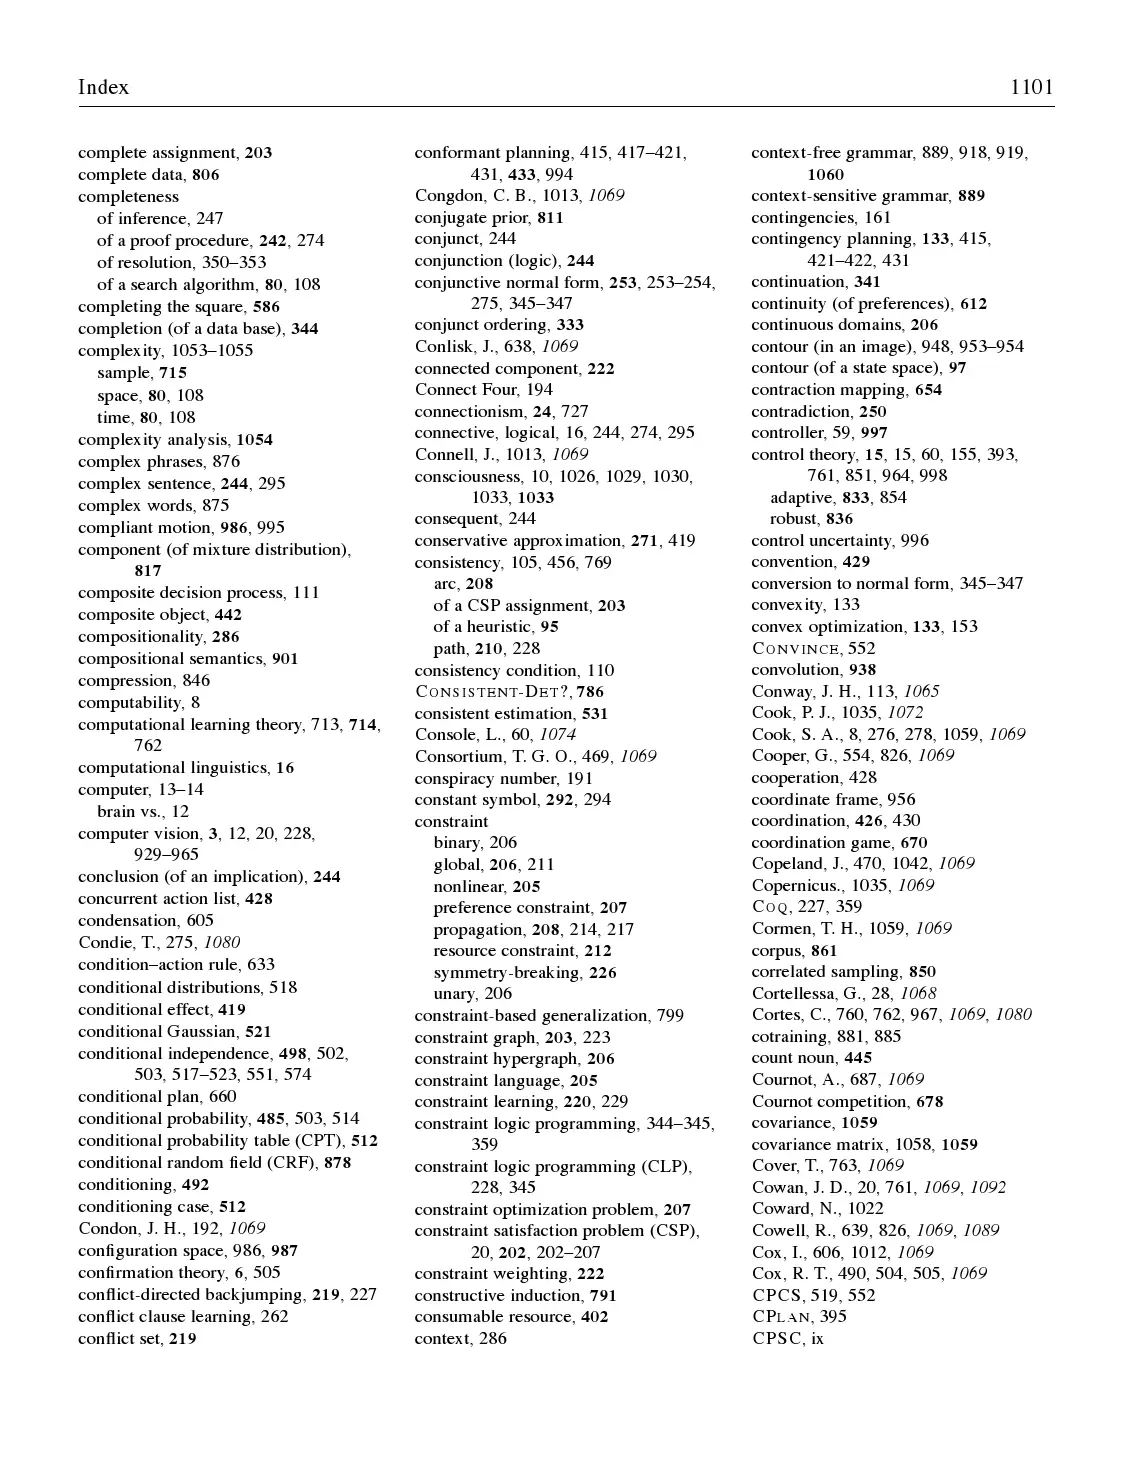 Index 1101
complete assignment, 203
complete data, 806
completeness
of inference, 247
of a proof procedure, 242, 274
of resolution, 350–353
of a search algorithm, 80, 108
completing the square, 586
completion (of a data base), 344
complexity, 1053–1055
sample, 715
space, 80, 108
time, 80, 108
complexity analysis, 1054
complex phrases, 876
complex sentence, 244, 295
complex words, 875
compliant motion, 986, 995
component (of mixture distribution),
817
composite decision process, 111
composite object, 442
compositionality, 286
compositional semantics, 901
compression, 846
computability, 8
computational learning theory, 713, 714,
762
computational linguistics, 16
computer, 13–14
brain vs., 12
computer vision, 3, 12, 20, 228,
929–965
conclusion (of an implication), 244
concurrent action list, 428
condensation, 605
Condie, T., 275, 1080
condition–action rule, 633
conditional distributions, 518
conditional effect, 419
conditional Gaussian, 521
conditional independence, 498, 502,
503, 517–523, 551, 574
conditional plan, 660
conditional probability, 485, 503, 514
conditional probability table (CPT), 512
conditional random field (CRF), 878
conditioning, 492
conditioning case, 512
Condon, J. H., 192, 1069
configuration space, 986, 987
confirmation theory, 6, 505
conflict-directed backjumping, 219, 227
conflict clause learning, 262
conflict set, 219
conformant planning, 415, 417–421,
431, 433, 994
Congdon, C. B., 1013, 1069
conjugate prior, 811
conjunct, 244
conjunction (logic), 244
conjunctive normal form, 253, 253–254,
275, 345–347
conjunct ordering, 333
Conlisk, J., 638, 1069
connected component, 222
Connect Four, 194
connectionism, 24, 727
connective, logical, 16, 244, 274, 295
Connell, J., 1013, 1069
consciousness, 10, 1026, 1029, 1030,
1033, 1033
consequent, 244
conservative approximation, 271, 419
consistency, 105, 456, 769
arc, 208
of a CSP assignment, 203
of a heuristic, 95
path, 210, 228
consistency condition, 110
CONSISTENT-DET?, 786
consistent estimation, 531
Console, L., 60, 1074
Consortium, T. G. O., 469, 1069
conspiracy number, 191
constant symbol, 292, 294
constraint
binary, 206
global, 206, 211
nonlinear, 205
preference constraint, 207
propagation, 208, 214, 217
resource constraint, 212
symmetry-breaking, 226
unary, 206
constraint-based generalization, 799
constraint graph, 203, 223
constraint hypergraph, 206
constraint language, 205
constraint learning, 220, 229
constraint logic programming, 344–345,
359
constraint logic programming (CLP),
228, 345
constraint optimization problem, 207
constraint satisfaction problem (CSP),
20, 202, 202–207
constraint weighting, 222
constructive induction, 791
consumable resource, 402
context, 286
context-free grammar, 889, 918, 919,
1060
context-sensitive grammar, 889
contingencies, 161
contingency planning, 133, 415,
421–422, 431
continuation, 341
continuity (of preferences), 612
continuous domains, 206
contour (in an image), 948, 953–954
contour (of a state space), 97
contraction mapping, 654
contradiction, 250
controller, 59, 997
control theory, 15, 15, 60, 155, 393,
761, 851, 964, 998
adaptive, 833, 854
robust, 836
control uncertainty, 996
convention, 429
conversion to normal form, 345–347
convexity, 133
convex optimization, 133, 153
CONVINCE, 552
convolution, 938
Conway, J. H., 113, 1065
Cook, P. J., 1035, 1072
Cook, S. A., 8, 276, 278, 1059, 1069
Cooper, G., 554, 826, 1069
cooperation, 428
coordinate frame, 956
coordination, 426, 430
coordination game, 670
Copeland, J., 470, 1042, 1069
Copernicus., 1035, 1069
COQ, 227, 359
Cormen, T. H., 1059, 1069
corpus, 861
correlated sampling, 850
Cortellessa, G., 28, 1068
Cortes, C., 760, 762, 967, 1069, 1080
cotraining, 881, 885
count noun, 445
Cournot, A., 687, 1069
Cournot competition, 678
covariance, 1059
covariance matrix, 1058, 1059
Cover, T., 763, 1069
Cowan, J. D., 20, 761, 1069, 1092
Coward, N., 1022
Cowell, R., 639, 826, 1069, 1089
Cox, I., 606, 1012, 1069
Cox, R. T., 490, 504, 505, 1069
CPCS, 519, 552
CPLAN, 395
CPSC, ix